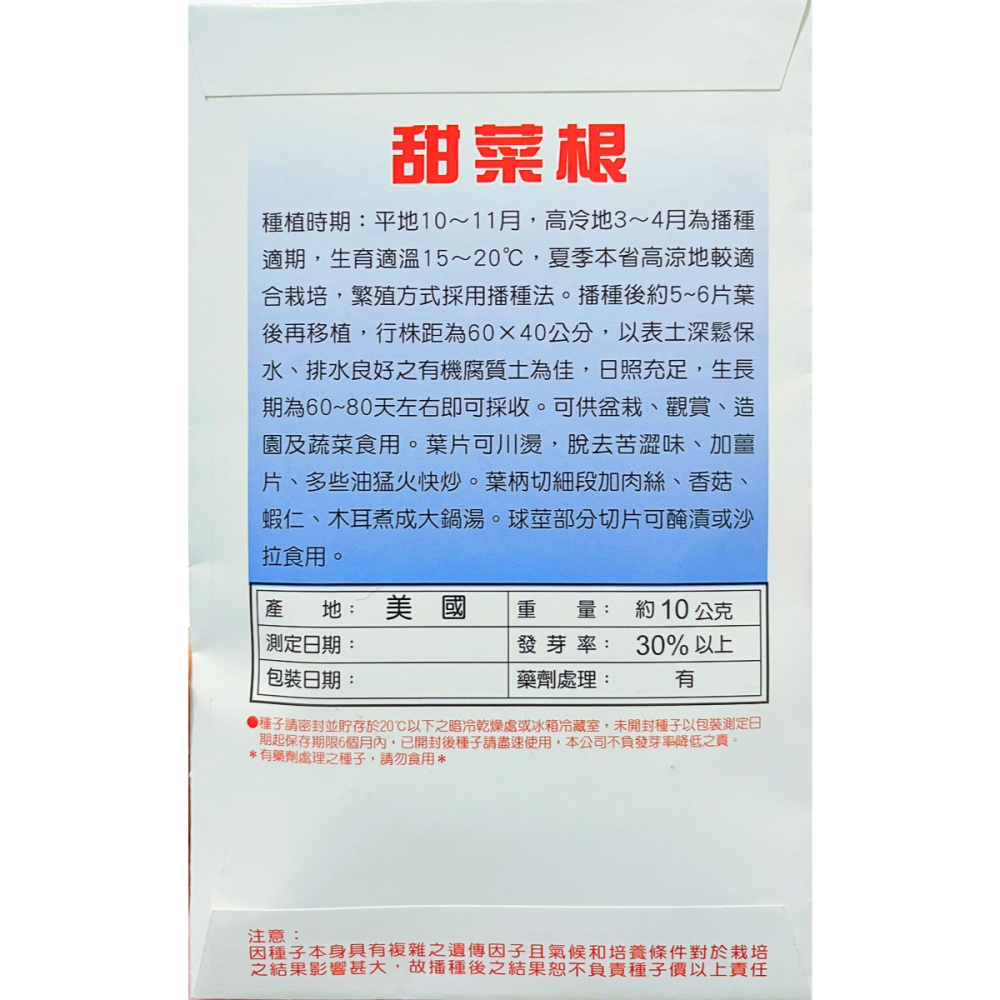 甜菜根
種植時期：平地10～11月，高冷地3～4月為播種
適期，生育適溫15～20℃，夏季本省高涼地較適
合栽培，繁殖方式採用播種法。播種後約5~6片葉
後再移植，行株距為60×40公分，以表土深鬆保
水、排水良好之有機腐質土為佳，日照充足，生長
期為60~80天左右即可採收。可供盆栽、觀賞、造
園及蔬菜食用。葉片可川燙，脫去苦澀味、加薑
片、多些油猛火快炒。葉柄切細段加肉絲、香菇、
蝦仁、木耳煮成大鍋湯。球莖部分切片可醃漬或沙
拉食用。
產地：美國 重量：約10公克
測定日期： 發芽率：30%以上
包裝日期： 藥劑處理：有
●種子請密封並貯存於20℃以下之暗冷乾燥處或冰箱冷藏室，未開封種子以包裝測定日
期起保存期限6個月內，已開封後種子請盡速使用，本公司不負發芽率降低之責。
＊有藥劑處理之種子，請勿食用＊
注意：
因種子本身具有複雜之遺傳因子且氣候和培養條件對於栽培
之結果影響甚大，故播種後之結果恕不負責種子價以上責任